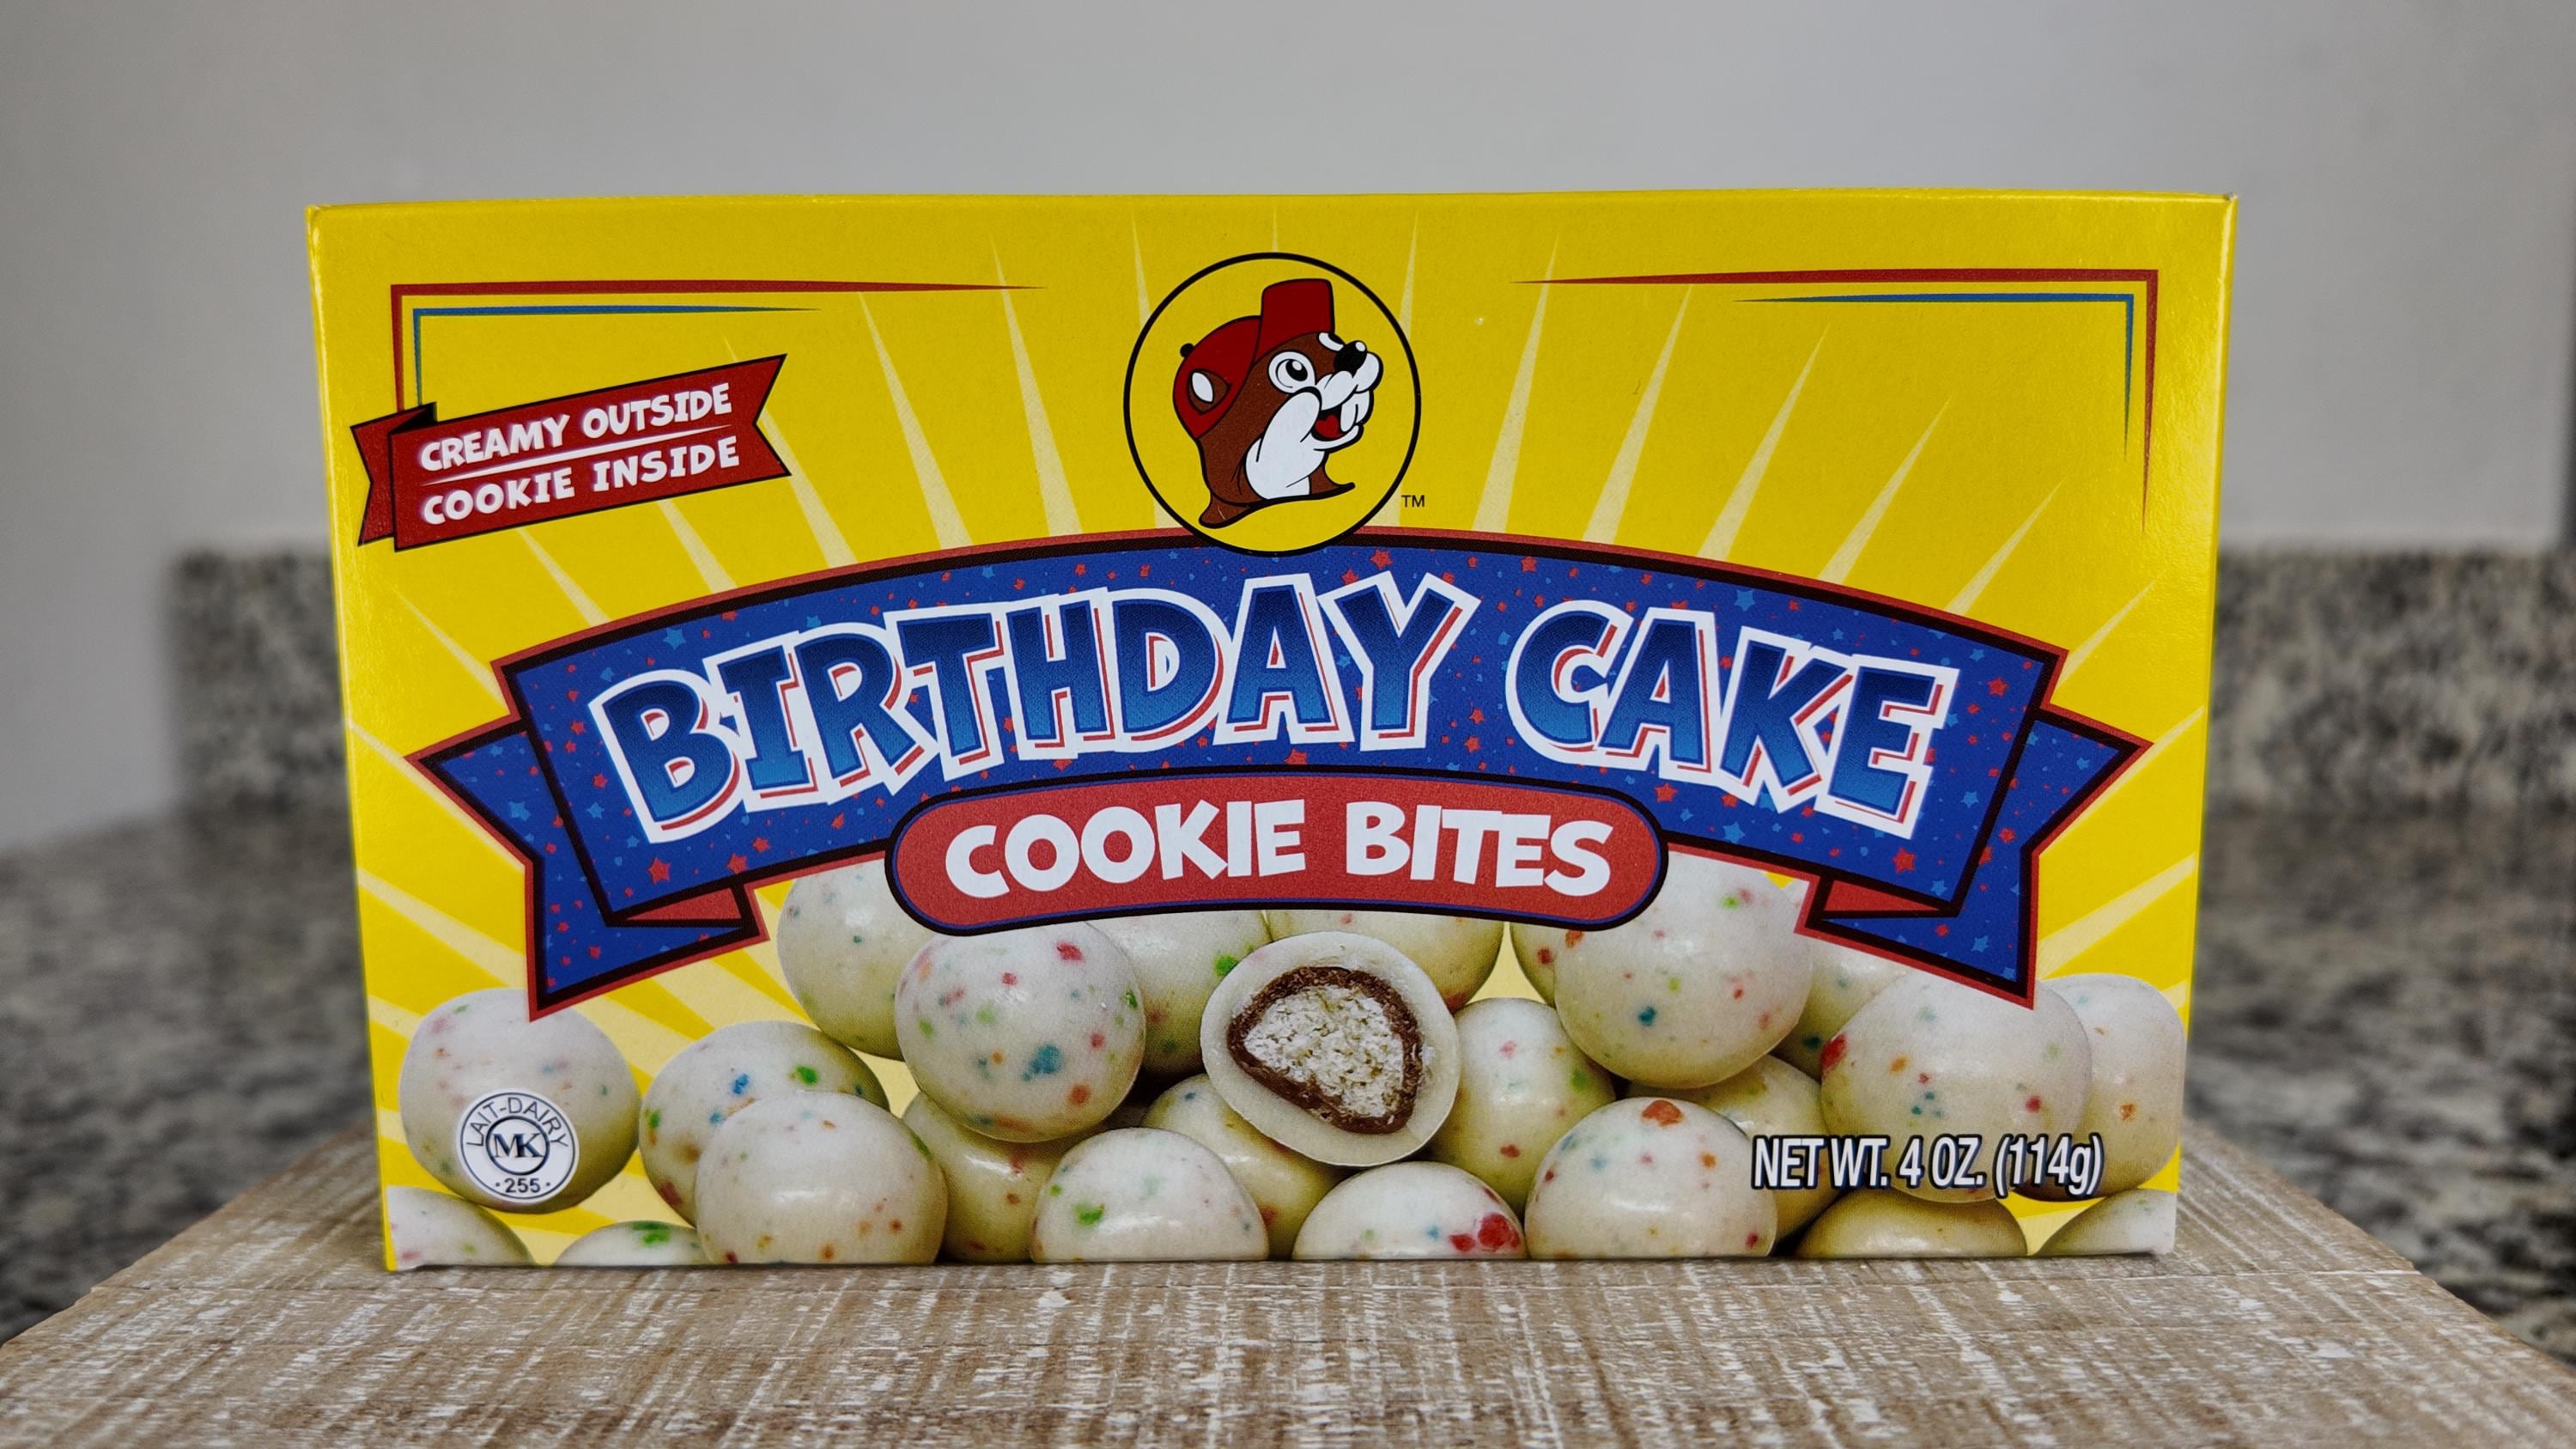 CREAMY OUTSIDE
COOKIE INSIDE
TM
BIRTHDAY CAKE
COOKIE BITES
LAIT-DAIRY
MK
·255·
NET WT. 4 OZ. (114g)